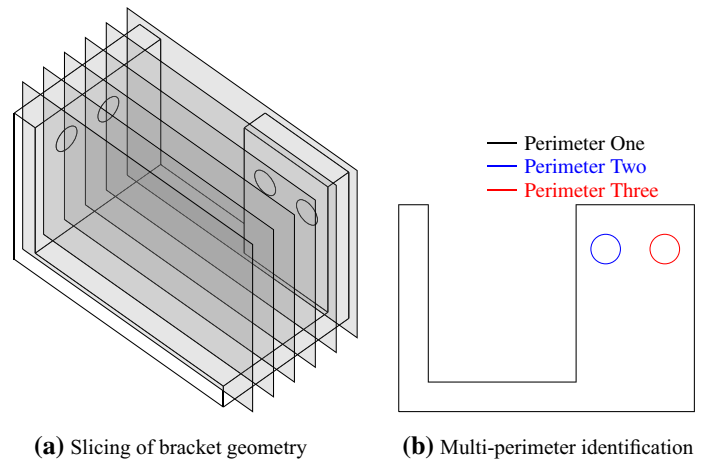 Perimeter One
Perimeter Two
Perimeter Three
(a) Slicing of bracket geometry
(b) Multi-perimeter identification